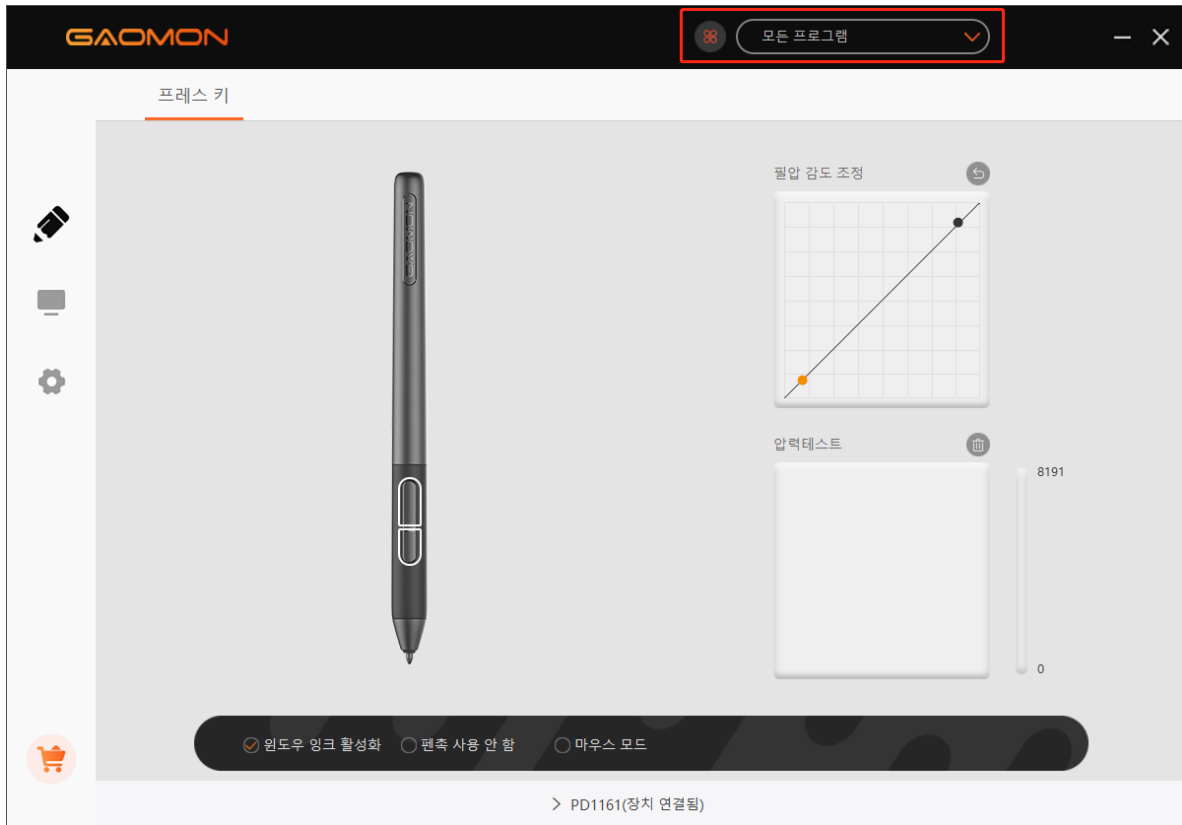 GAOMON
모든 프로그램
프레스 키
필압 감도 조정
GAOMON
압력테스트
8191
0
윈도우 잉크 활성화
펜촉 사용 안 함
마우스 모드
PD1161(장치 연결됨)